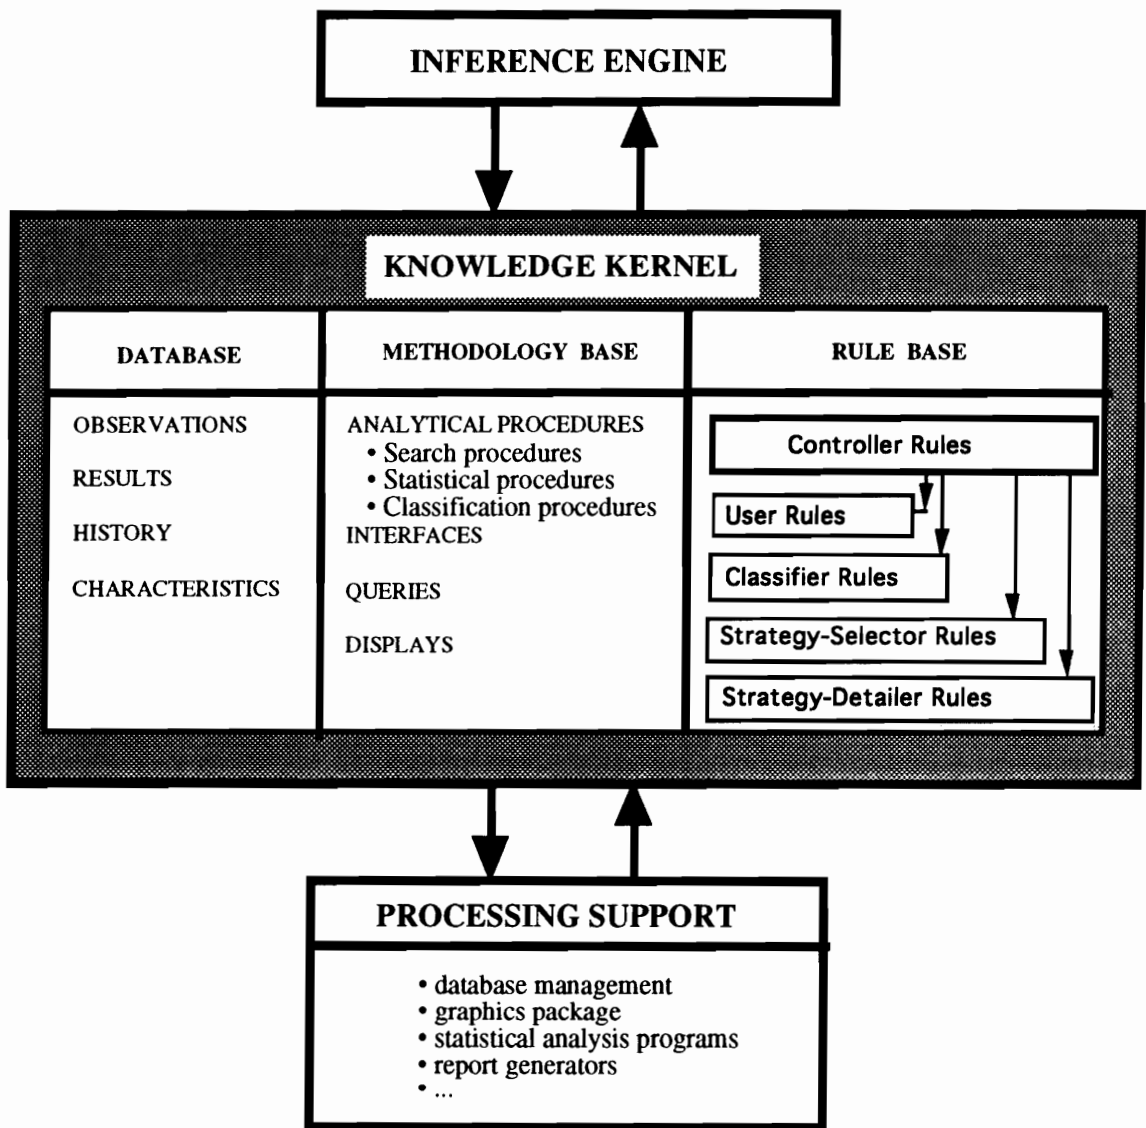 INFERENCE ENGINE
KNOWLEDGE KERNEL
DATABASE
METHODOLOGY BASE
RULE BASE
OBSERVATIONS
RESULTS
HISTORY
CHARACTERISTICS
ANALYTICAL PROCEDURES
• Search procedures
• Statistical procedures
• Classification procedures
INTERFACES
QUERIES
DISPLAYS
Controller Rules
User Rules
Classifier Rules
Strategy-Selector Rules
Strategy-Detailer Rules
PROCESSING SUPPORT
• database management
• graphics package
• statistical analysis programs
• report generators
• ...